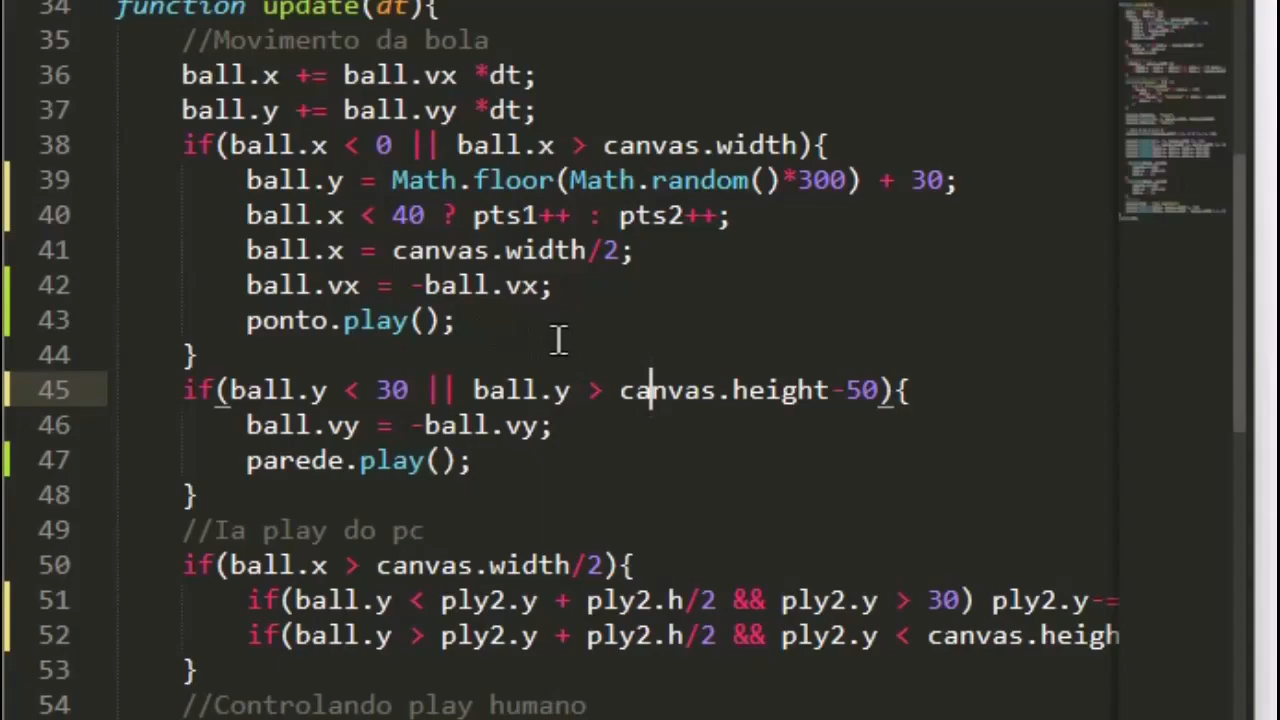 34 function update(dt){
35 //Movimento da bola
36 ball.x += ball.vx *dt;
37 ball.y += ball.vy *dt;
38 if(ball.x < 0 || ball.x > canvas.width){
39 ball.y = Math.floor(Math.random()*300) + 30;
40 ball.x < 40 ? pts1++ : pts2++;
41 ball.x = canvas.width/2;
42 ball.vx = -ball.vx;
43 ponto.play();
44 }
45 if(ball.y < 30 || ball.y > canvas.height-50){
46 ball.vy = -ball.vy;
47 parede.play();
48 }
49 //Ia play do pc
50 if(ball.x > canvas.width/2){
51 if(ball.y < ply2.y + ply2.h/2 && ply2.y > 30) ply2.y-=
52 if(ball.y > ply2.y + ply2.h/2 && ply2.y < canvas.heigh
53 }
54 //Controlando play humano